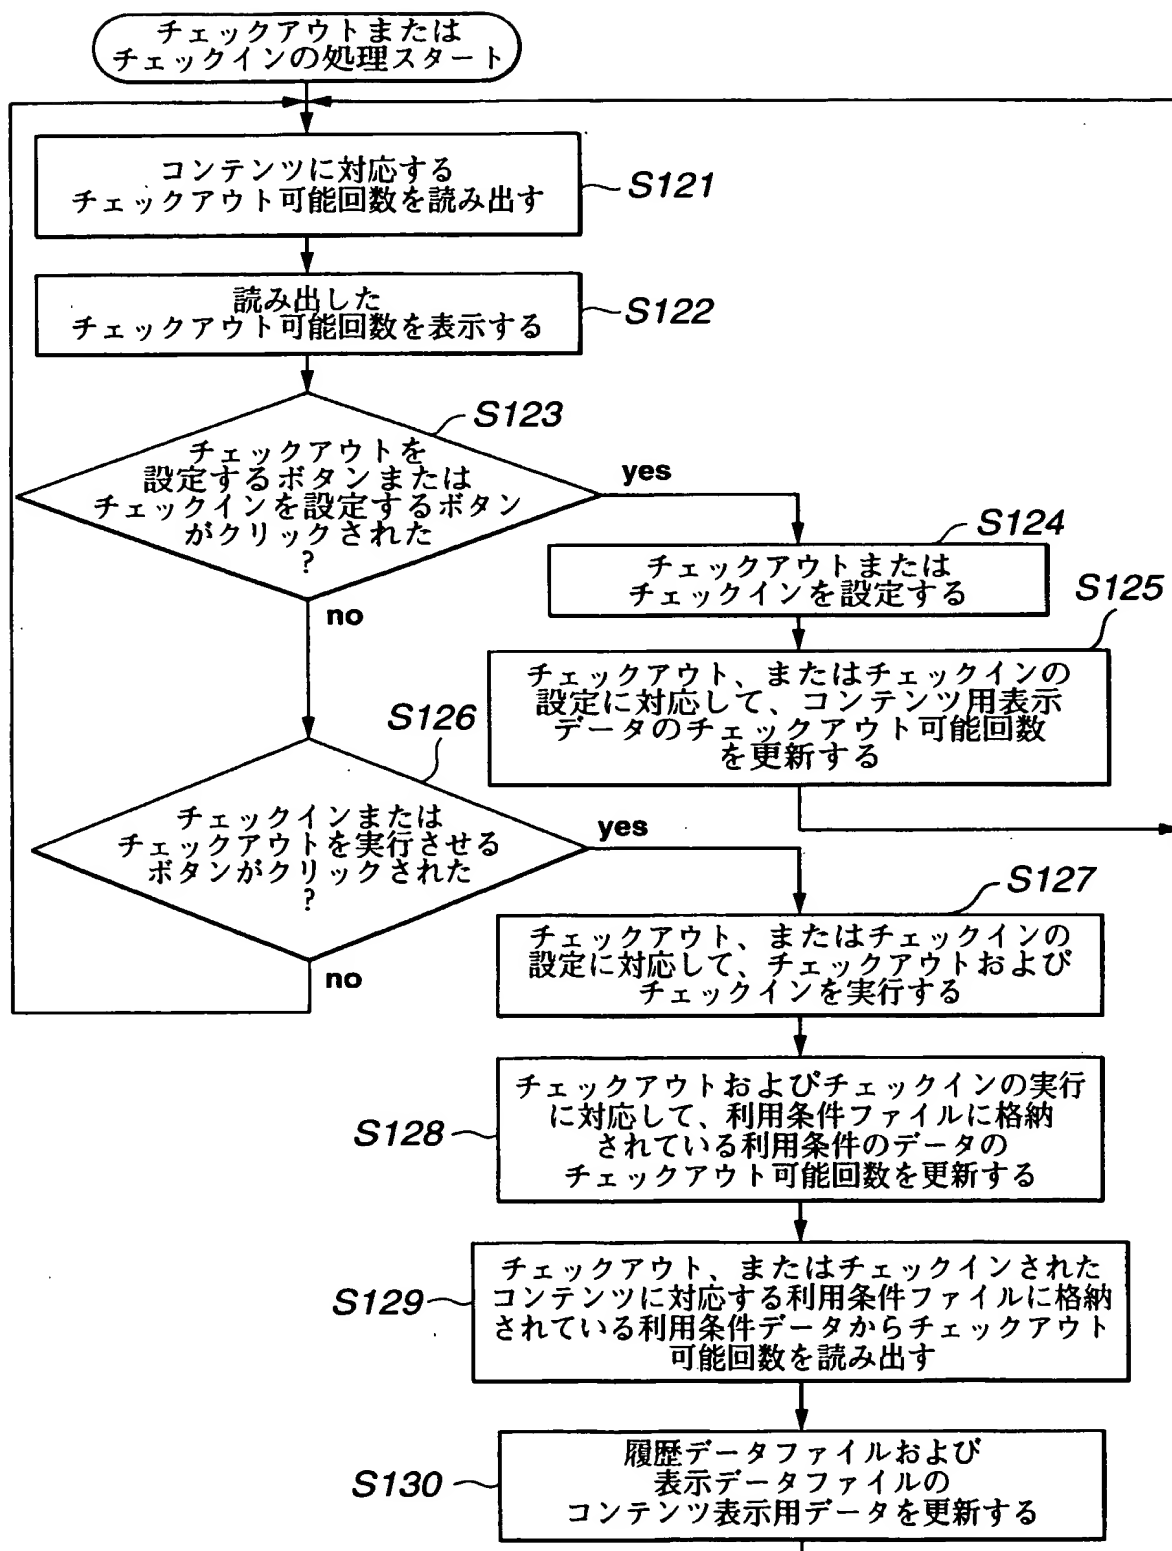 チェックアウトまたは
チェックインの処理スタート
コンテンツに対応する
チェックアウト可能回数を読み出す
S121
読み出した
チェックアウト可能回数を表示する
S122
S123
チェックアウトを
設定するボタンまたは
チェックインを設定するボタン
がクリックされた
?
yes
no
S124
チェックアウトまたは
チェックインを設定する
S125
チェックアウト、またはチェックインの
設定に対応して、コンテンツ用表示
データのチェックアウト可能回数
を更新する
S126
チェックインまたは
チェックアウトを実行させる
ボタンがクリックされた
?
yes
no
S127
チェックアウト、またはチェックインの
設定に対応して、チェックアウトおよび
チェックインを実行する
チェックアウトおよびチェックインの実行
に対応して、利用条件ファイルに格納
されている利用条件のデータの
チェックアウト可能回数を更新する
S128
チェックアウト、またはチェックインされた
コンテンツに対応する利用条件ファイルに格納
されている利用条件データからチェックアウト
可能回数を読み出す
S129
履歴データファイルおよび
表示データファイルの
コンテンツ表示用データを更新する
S130